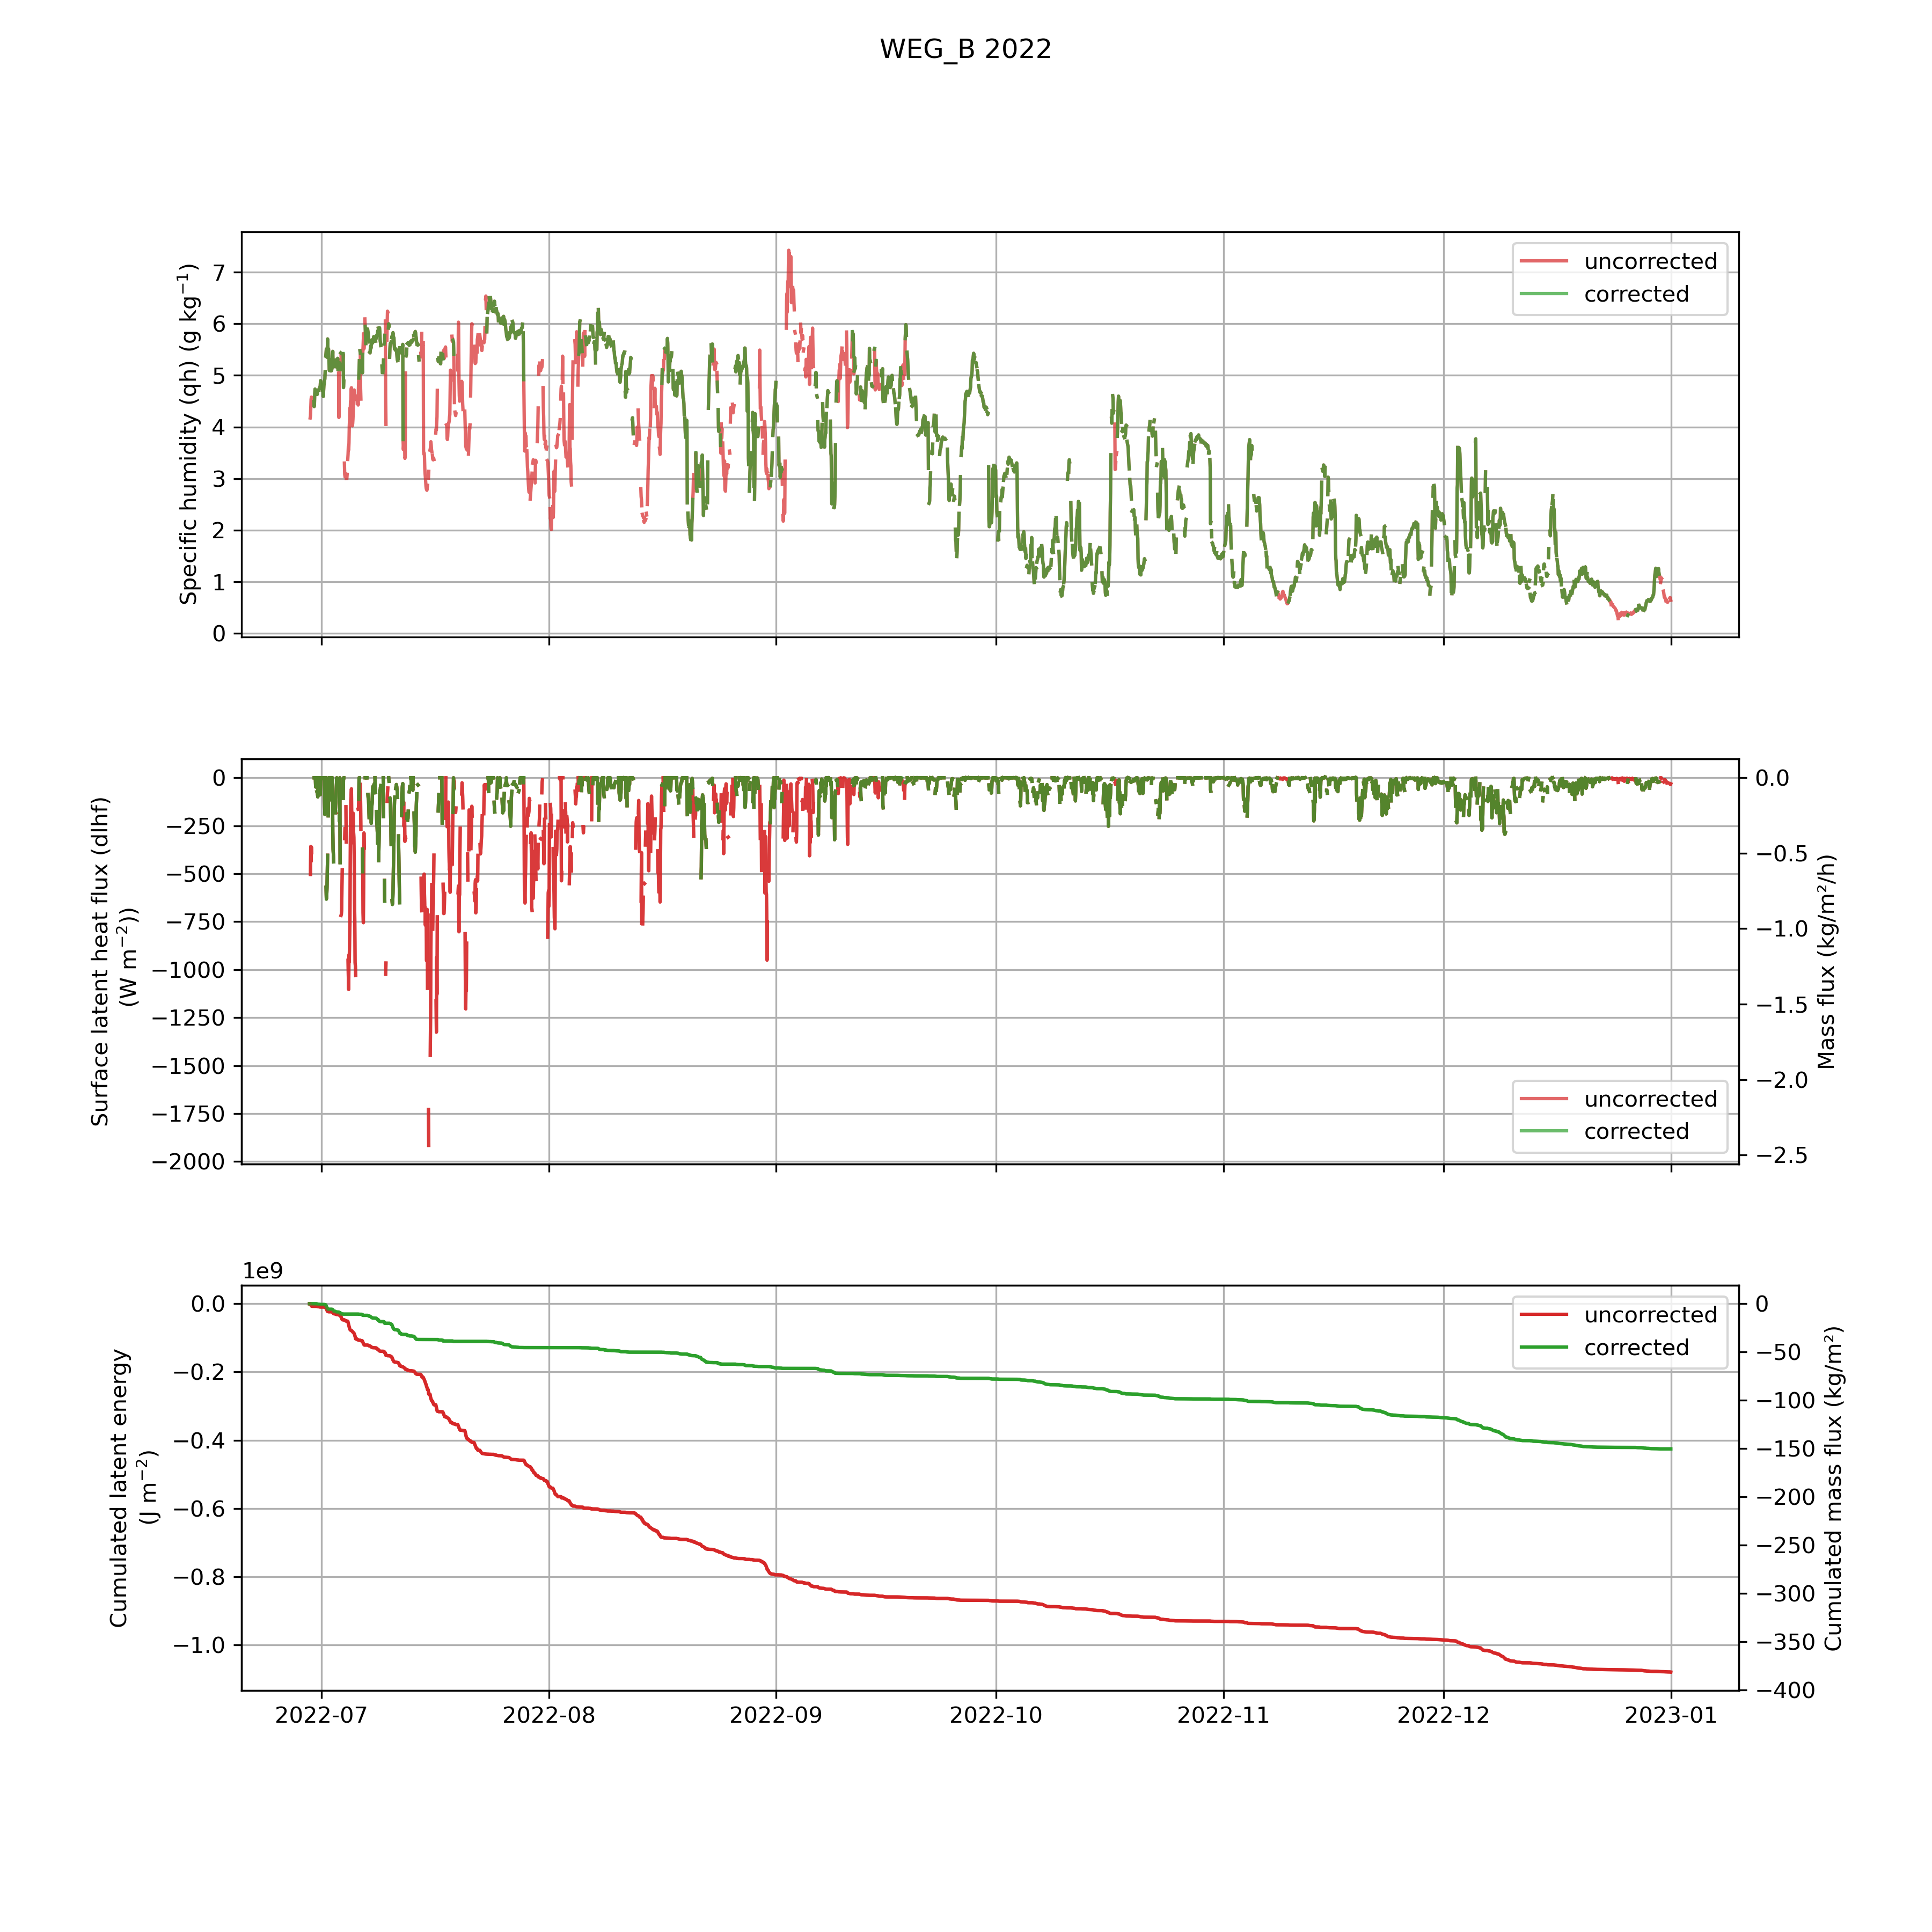 WEG_B 2022
Specific humidity (qh) (g kg⁻¹)
7
6
5
4
3
2
1
0
uncorrected
corrected
Surface latent heat flux (dlhf)
(W m⁻²))
0
−250
−500
−750
−1000
−1250
−1500
−1750
−2000
uncorrected
corrected
0.0
−0.5
−1.0
−1.5
−2.0
−2.5
Mass flux (kg/m²/h)
1e9
Cumulated latent energy
(J m⁻²)
0.0
−0.2
−0.4
−0.6
−0.8
−1.0
uncorrected
corrected
0
−50
−100
−150
−200
−250
−300
−350
−400
Cumulated mass flux (kg/m²)
2022-07 2022-08 2022-09 2022-10 2022-11 2022-12 2023-01